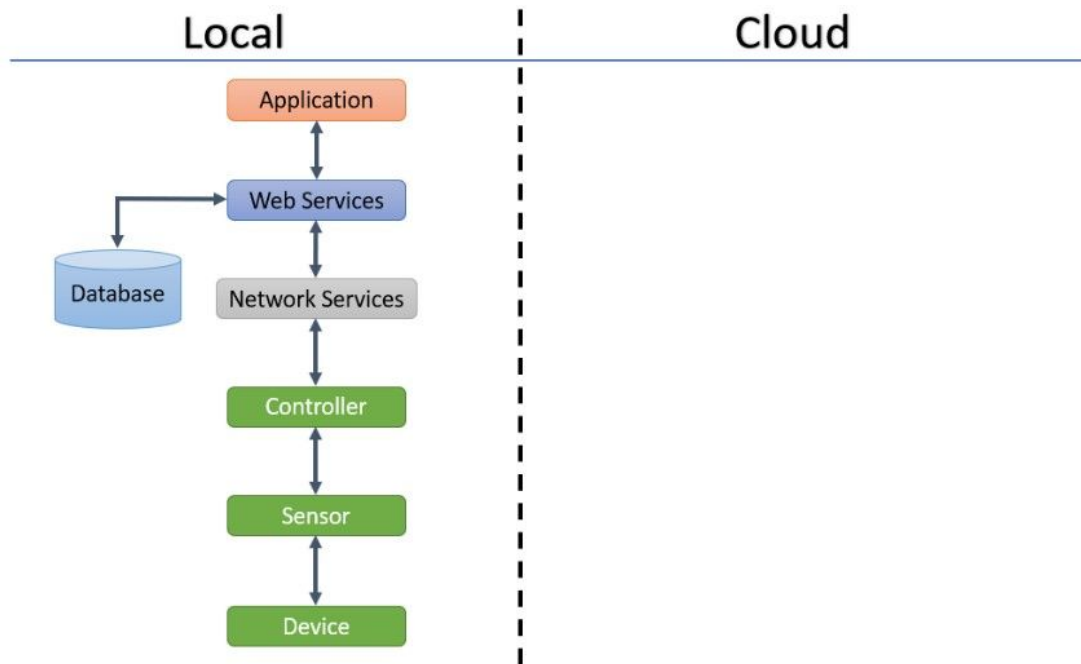 Local
Cloud
Application
Web Services
Database
Network Services
Controller
Sensor
Device